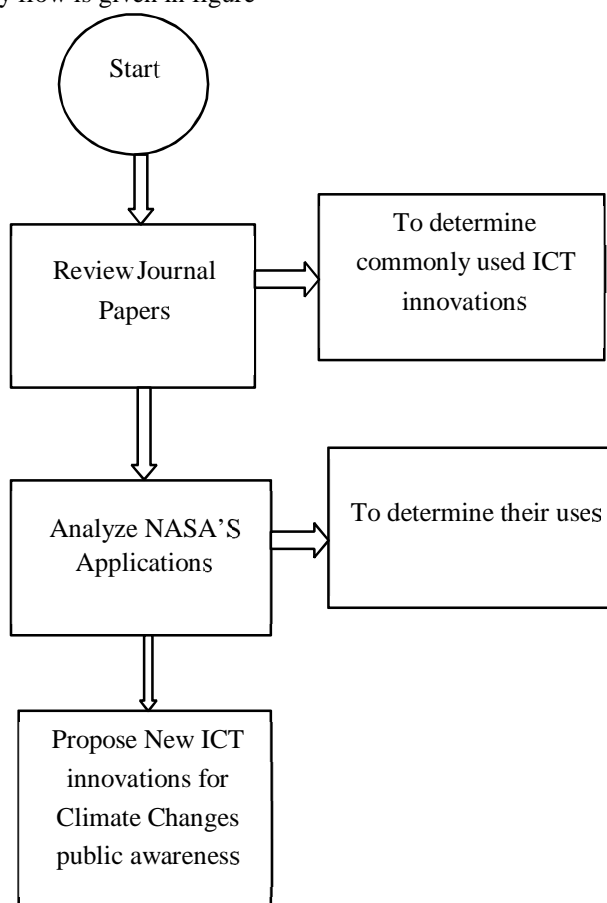 y flow is given in figure
Start
Review Journal
Papers
To determine
commonly used ICT
innovations
Analyze NASA’S
Applications
To determine their uses
Propose New ICT
innovations for
Climate Changes
public awareness